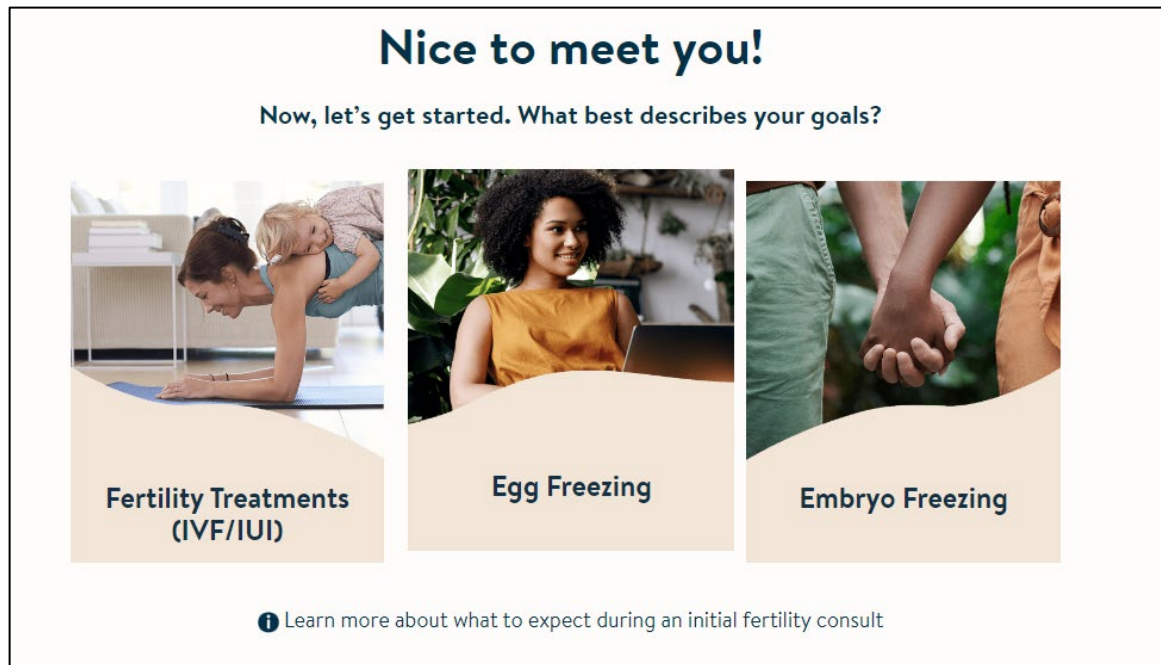 Nice to meet you!
Now, let's get started. What best describes your goals?
Fertility Treatments
(IVF/IUI)
Egg Freezing
Embryo Freezing
Learn more about what to expect during an initial fertility consult